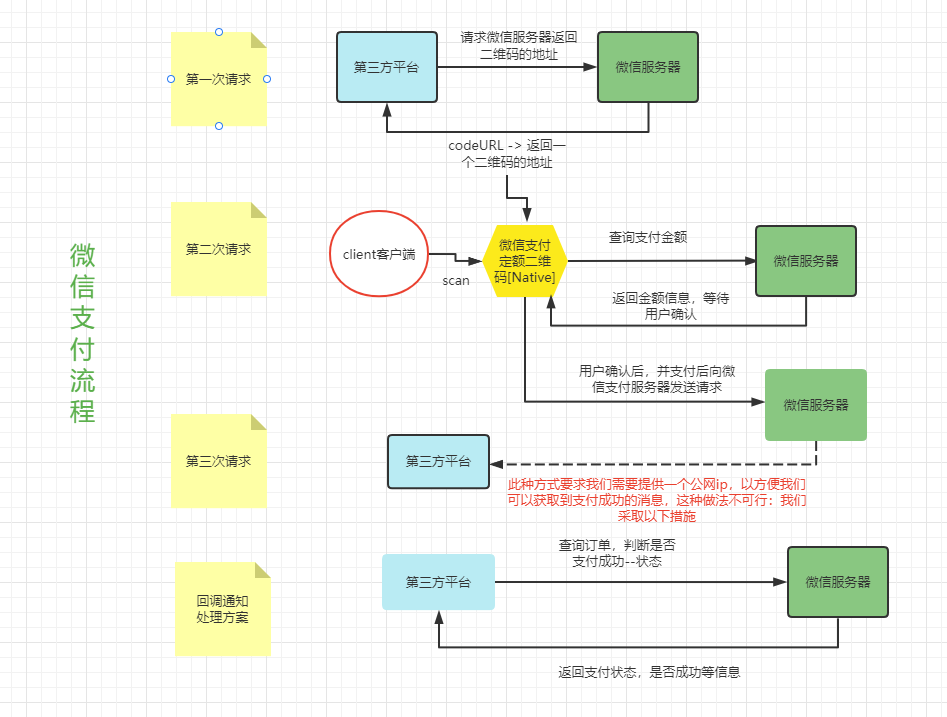 微信支付流程
第一次请求
第三方平台
请求微信服务器返回
二维码的地址
微信服务器
codeURL -> 返回一
个二维码的地址
第二次请求
client客户端
scan
微信支付
定额二维
码[Native]
查询支付金额
微信服务器
返回金额信息，等待
用户确认
用户确认后，并支付后向微
信支付服务器发送请求
微信服务器
第三次请求
第三方平台
此种方式要求我们需要提供一个公网ip，以方便我们
可以获取到支付成功的消息，这种做法不可行：我们
采取以下措施
回调通知
处理方案
第三方平台
查询订单，判断是否
支付成功--状态
微信服务器
返回支付状态，是否成功等信息